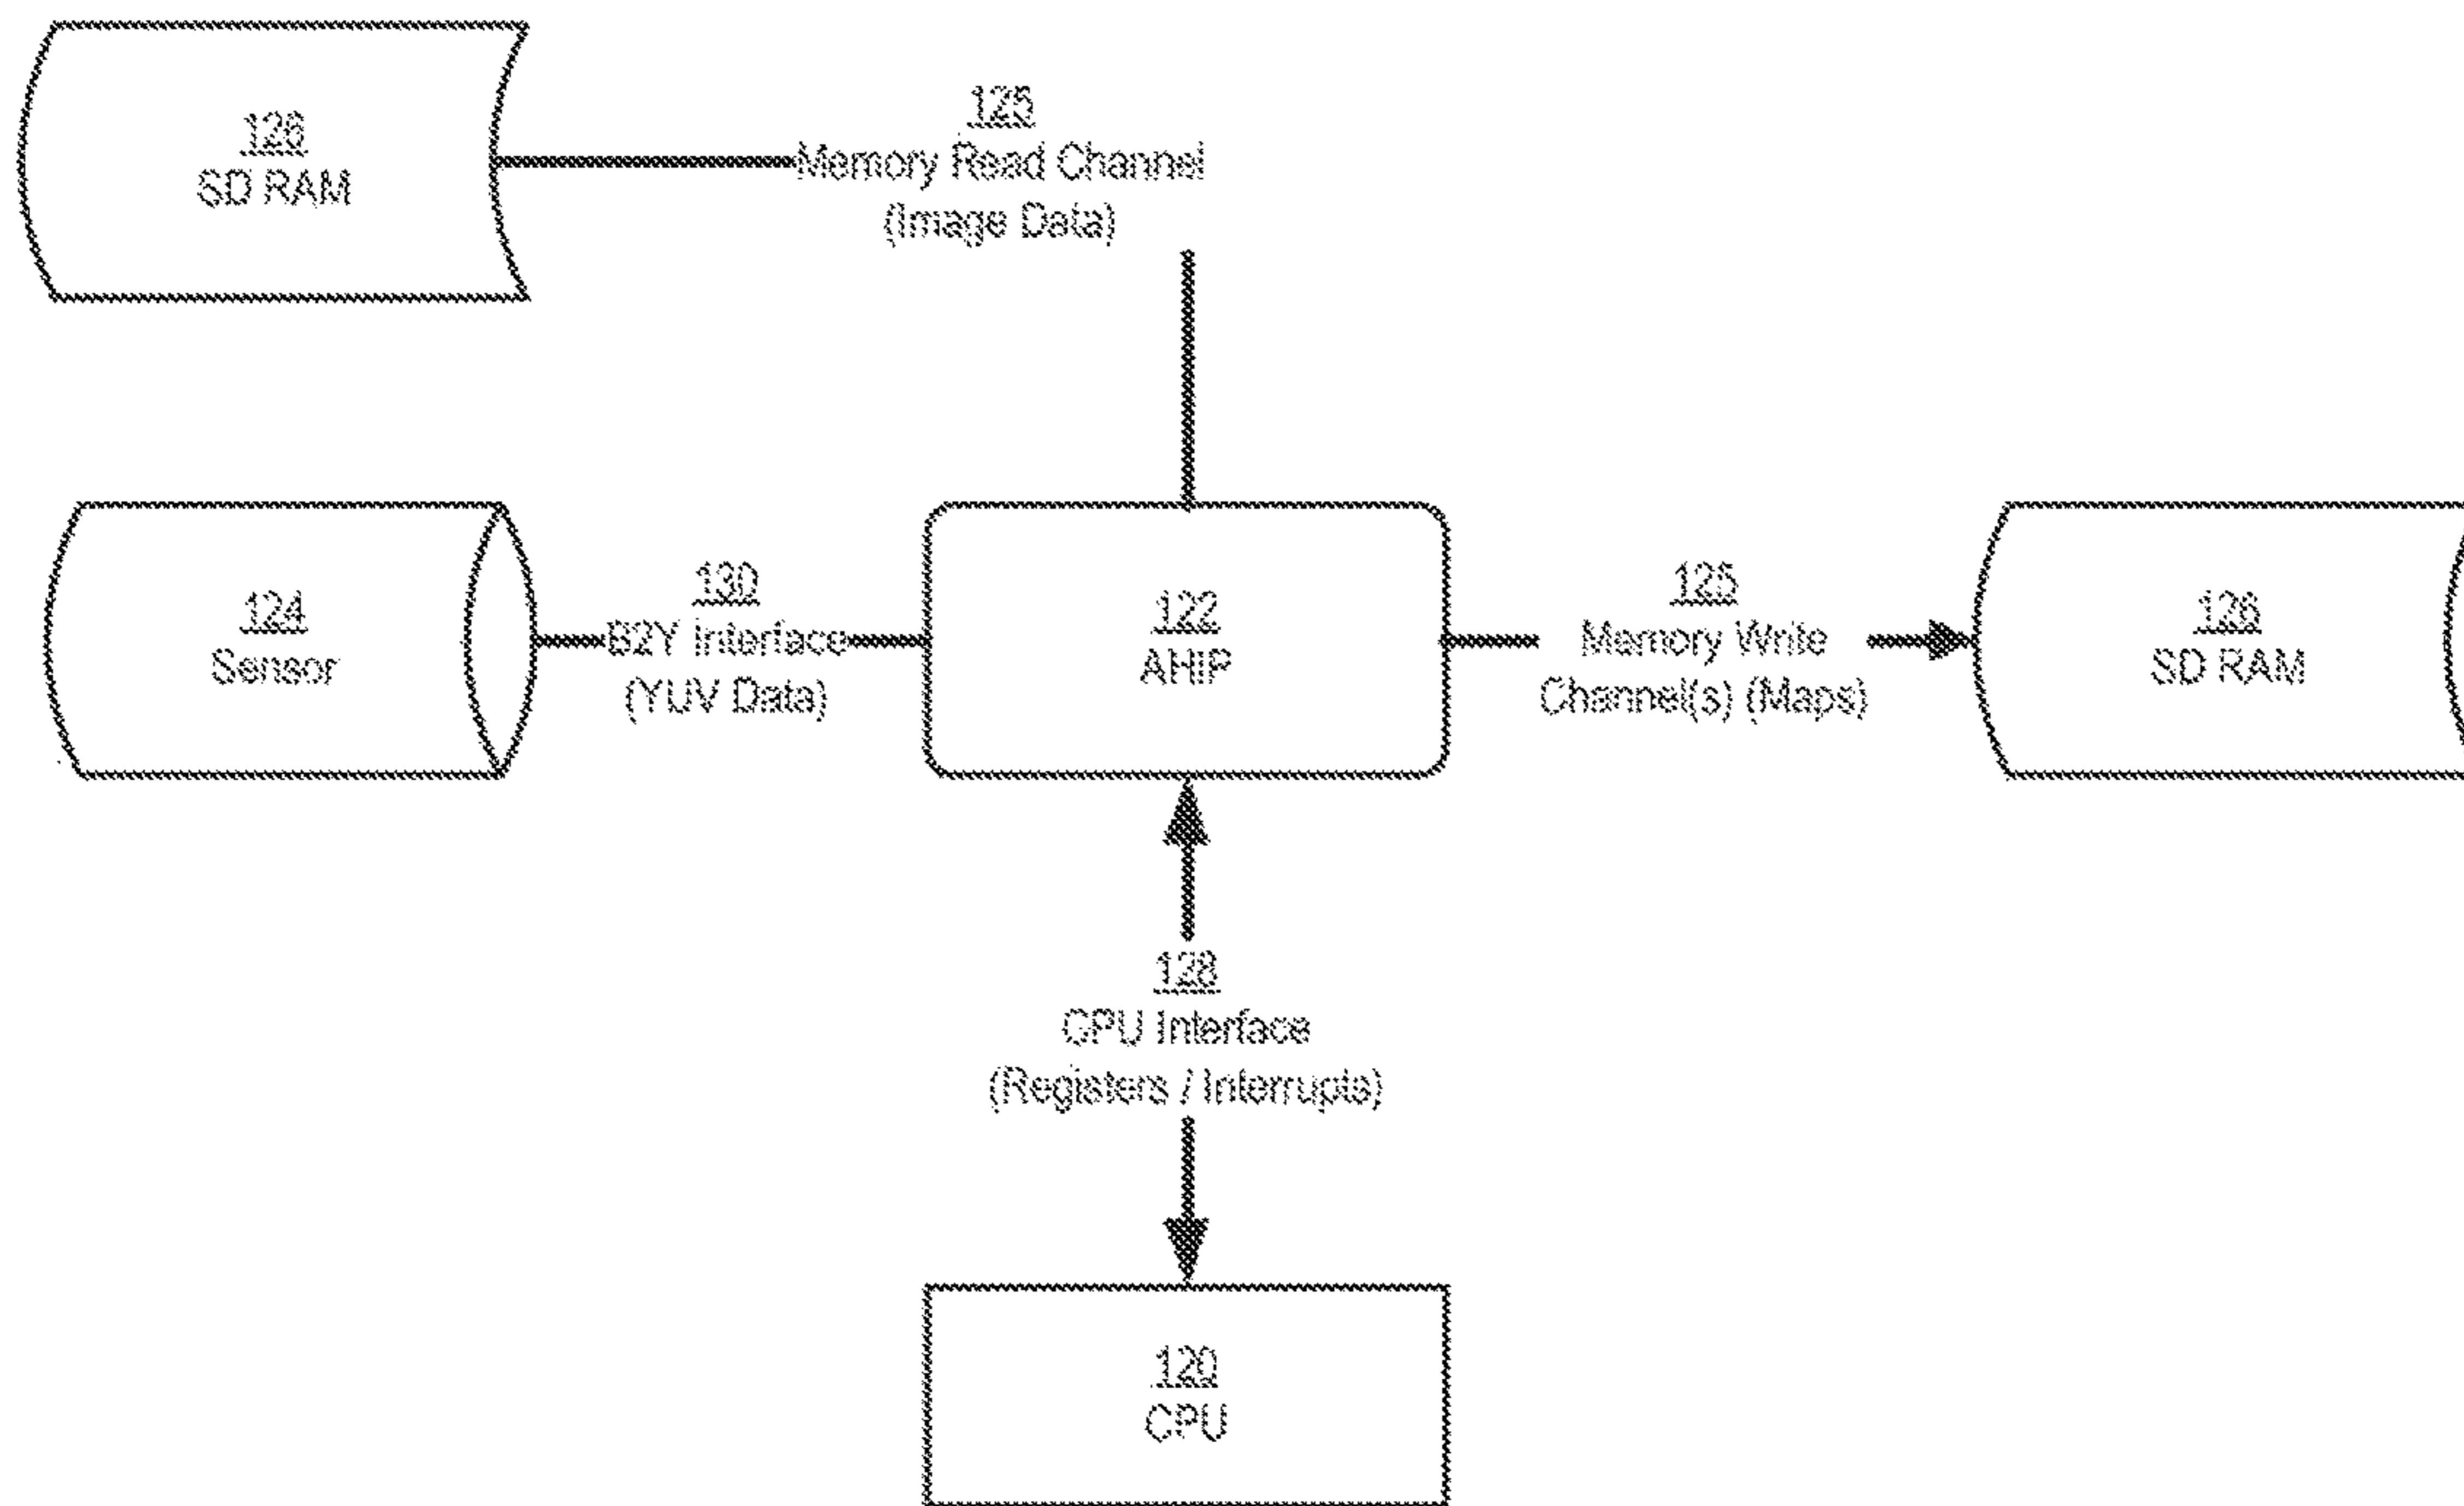 126
SD RAM
125
Memory Read Channel
(Image Data)
124
Sensor
130
B2Y Interface
(YUV Data)
122
AHIP
125
Memory Write
Channel(s) (Maps)
126
SD RAM
128
CPU Interface
(Registers / Interrupts)
120
CPU